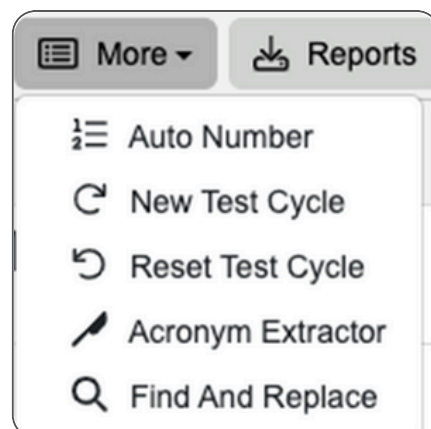 More Reports
Auto Number
New Test Cycle
Reset Test Cycle
Acronym Extractor
Find And Replace